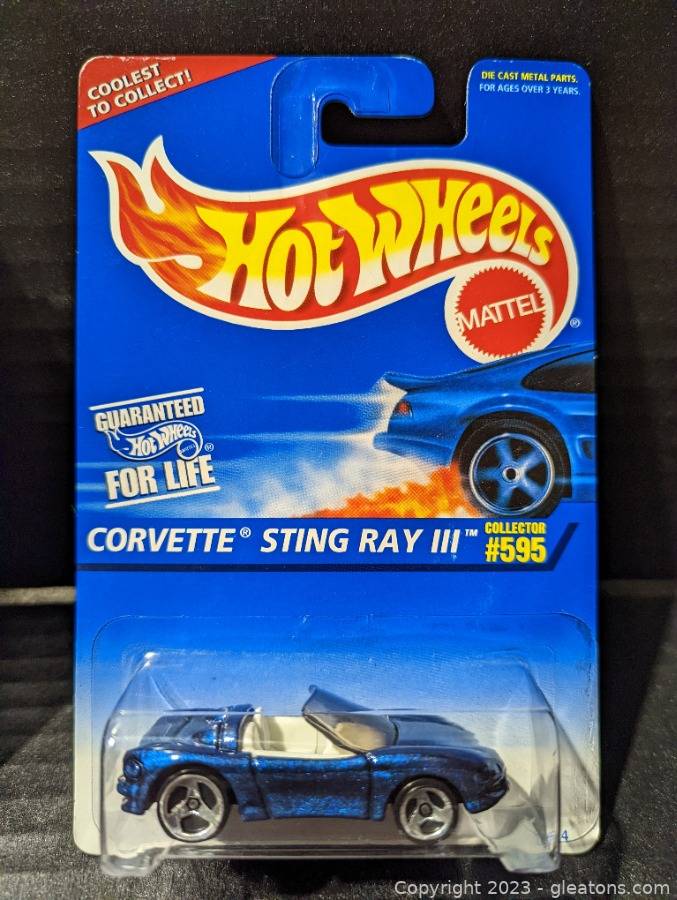 COOLEST
TO COLLECT!
DIE CAST METAL PARTS.
FOR AGES OVER 3 YEARS.
HOT WHEELS
MATTEL
®
GUARANTEED
HOT WHEELS
®
FOR LIFE
CORVETTE® STING RAY III™
COLLECTOR
#595
Copyright 2023 - gleatons.com